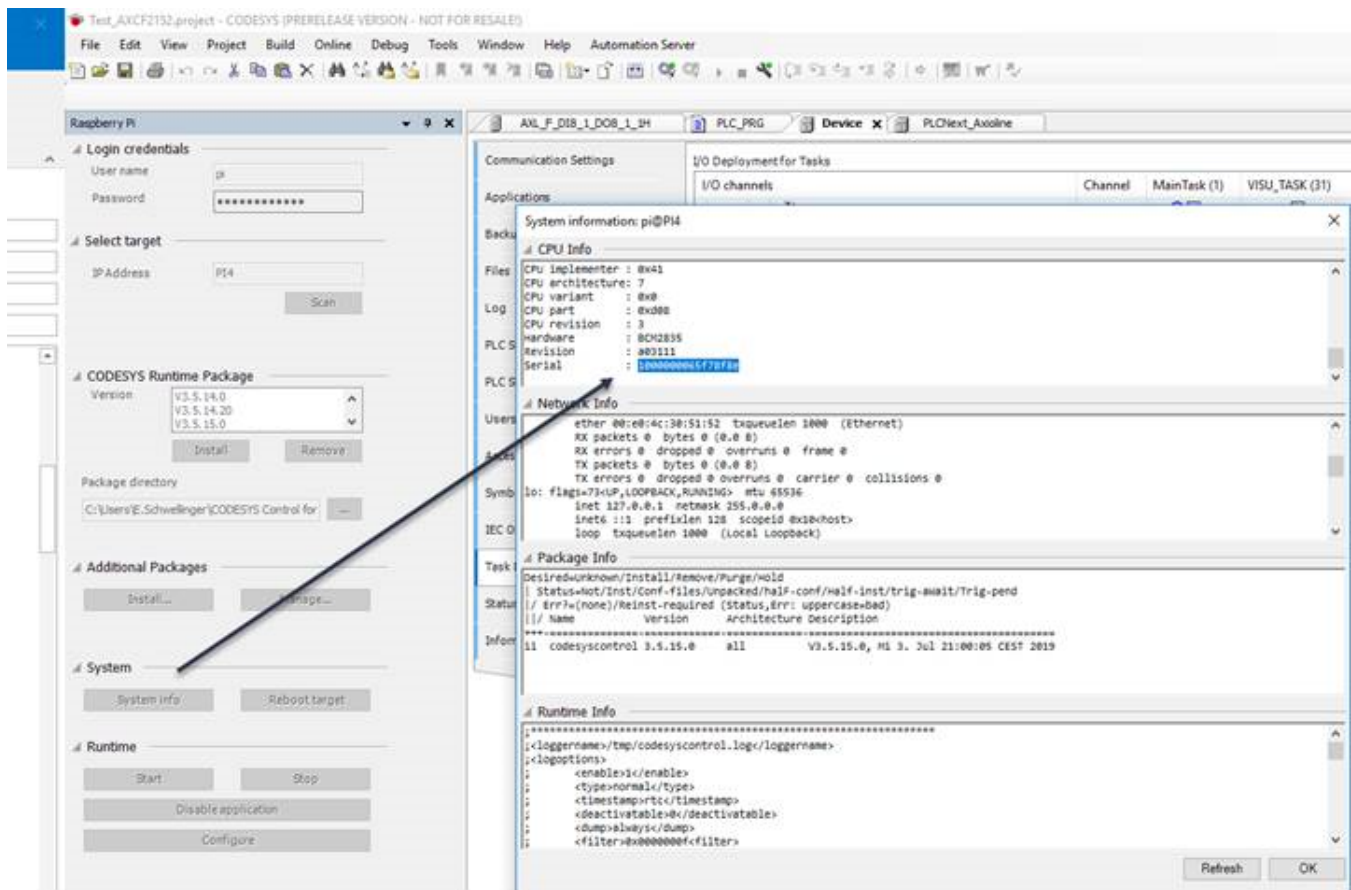 Test_AXCF2152.project - CODESYS (PRERELEASE VERSION - NOT FOR RESALE!)
File Edit View Project Build Online Debug Tools Window Help Automation Server
Raspberry Pi
Login credentials
User name pi
Password ••••••••••••
Select target
IP Address PI4
Scan
CODESYS Runtime Package
Version V3.5.14.0
V3.5.14.20
V3.5.15.0
Install Remove
Package directory
C:\Users\E.Schwellinger\CODESYS Control for ...
Additional Packages
Install... Manage...
System
System info Reboot target
Runtime
Start Stop
Disable application
Configure
AXL_F_DI8_1_DO8_1_1H PLC_PRG Device PLCNext_Axioline
Communication Settings
Applications
Backu
Files
Log
PLC S
PLC S
Users
Symb
IEC O
Task
Status
Inform
I/O Deployment for Tasks
I/O channels Channel MainTask (1) VISU_TASK (31)
System information: pi@PI4
CPU Info
CPU implementer : 0x41
CPU architecture: 7
CPU variant : 0x0
CPU part : 0xd08
CPU revision : 3
Hardware : BCM2835
Revision : a03111
Serial : 1000000065f78f8e
Network Info
ether 00:e0:4c:30:51:52 txqueuelen 1000 (Ethernet)
RX packets 0 bytes 0 (0.0 B)
RX errors 0 dropped 0 overruns 0 frame 0
TX packets 0 bytes 0 (0.0 B)
TX errors 0 dropped 0 overruns 0 carrier 0 collisions 0
lo: flags=73<UP,LOOPBACK,RUNNING> mtu 65536
inet 127.0.0.1 netmask 255.0.0.0
inet6 ::1 prefixlen 128 scopeid 0x10<host>
loop txqueuelen 1000 (Local Loopback)
Package Info
Desired=Unknown/Install/Remove/Purge/Hold
| Status=Not/Inst/Conf-files/Unpacked/halF-conf/Half-inst/trig-aWait/Trig-pend
|/ Err?=(none)/Reinst-required (Status,Err: uppercase=bad)
||/ Name Version Architecture Description
ii codesyscontrol 3.5.15.0 all V3.5.15.0, Mi 3. Jul 21:00:05 CEST 2019
Runtime Info
;<loggername>/tmp/codesyscontrol.log</loggername>
;<logoptions>
; <enable>1</enable>
; <type>normal</type>
; <timestamp>rtc</timestamp>
; <deactivatable>0</deactivatable>
; <dump>always</dump>
; <filter>0x0000000f<filter>
Refresh OK